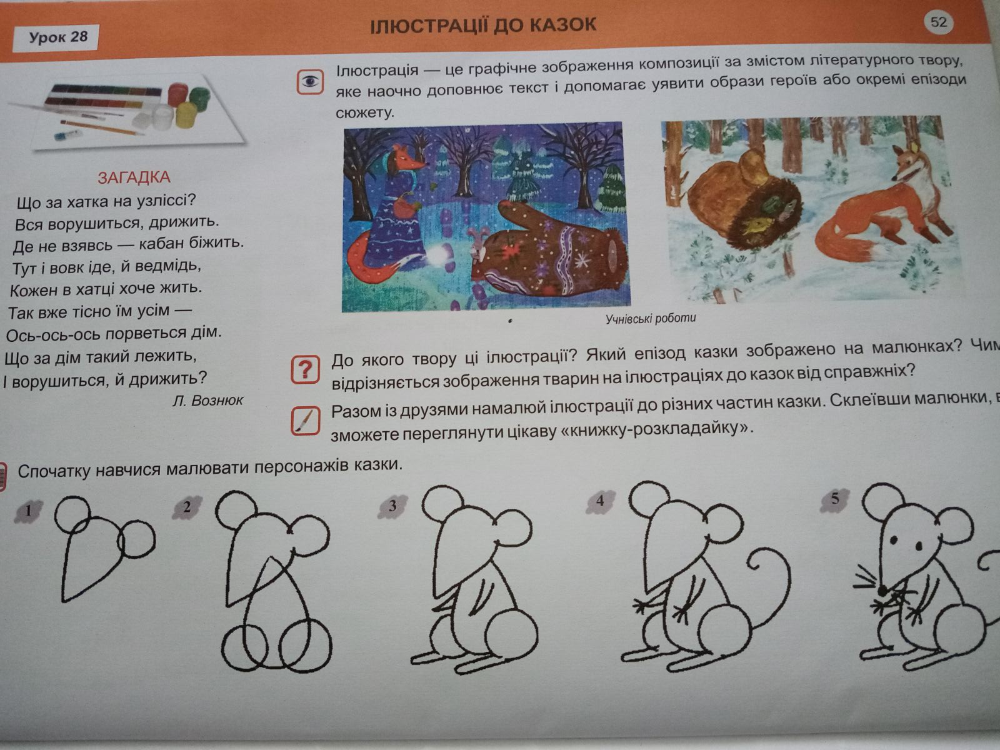 Урок 28
ІЛЮСТРАЦІЇ ДО КАЗОК
52
Ілюстрація — це графічне зображення композиції за змістом літературного твору,
яке наочно доповнює текст і допомагає уявити образи героїв або окремі епізоди
сюжету.
ЗАГАДКА
Що за хатка на узліссі?
Вся ворушиться, дрижить.
Де не взявсь — кабан біжить.
Тут і вовк іде, й ведмідь,
Кожен в хатці хоче жить.
Так вже тісно їм усім —
Ось-ось-ось порветься дім.
Що за дім такий лежить,
І ворушиться, й дрижить?
Л. Вознюк
Учнівські роботи
?
До якого твору ці ілюстрації? Який епізод казки зображено на малюнках? Чим
відрізняється зображення тварин на ілюстраціях до казок від справжніх?
Разом із друзями намалюй ілюстрації до різних частин казки. Склеївши малюнки,
зможете переглянути цікаву «книжку-розкладайку».
Спочатку навчися малювати персонажів казки.
1
2
3
4
5